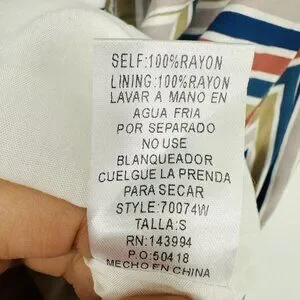 SELF:100%RAYON
LINING:100%RAYON
LAVAR A MANO EN
AGUA FRIA
POR SEPARADO
NO USE
BLANQUEADOR
CUELGUE LA PRENDA
PARA SECAR
STYLE:70074W
TALLA:S
RN:143994
P.O:50418
MECHO EN CHINA